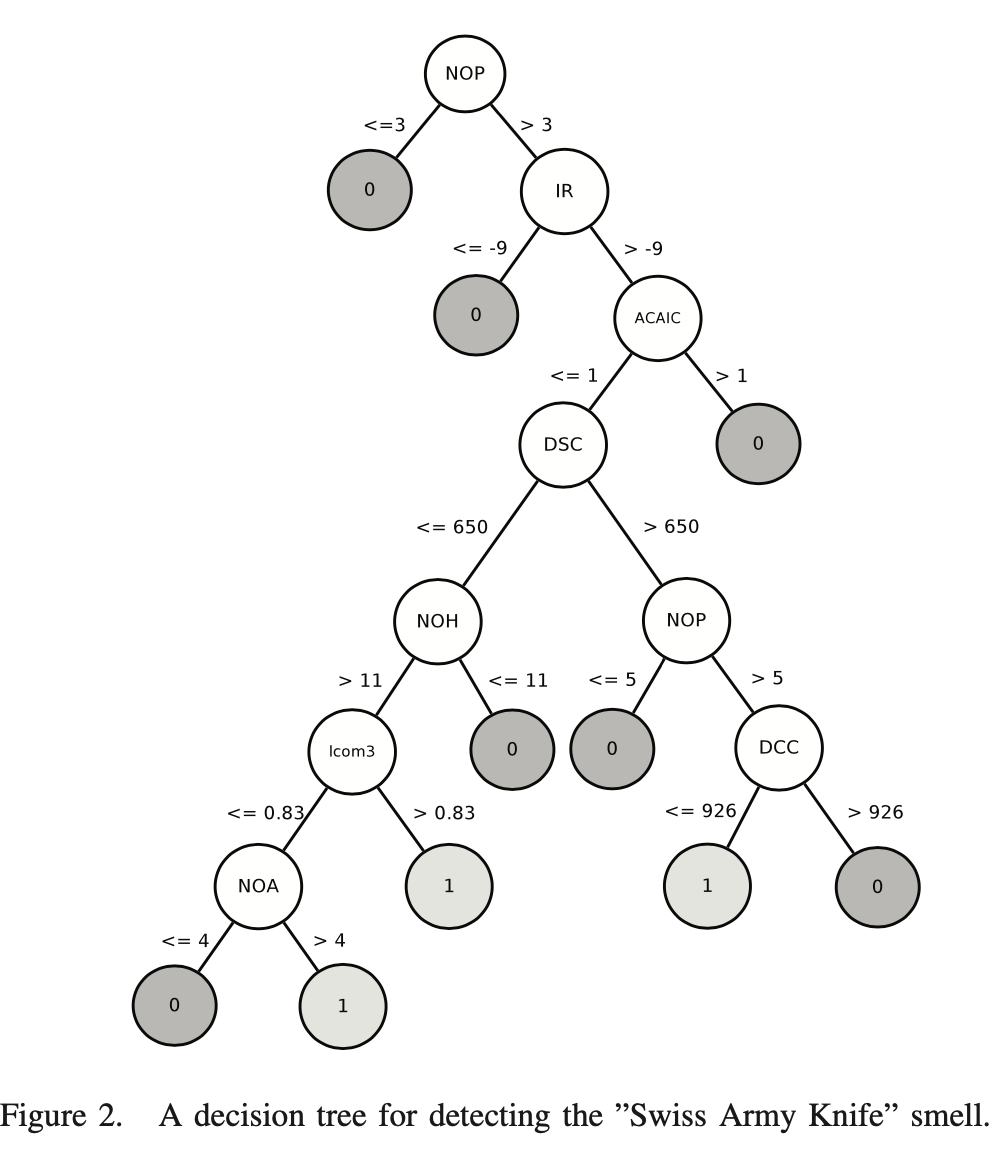 NOP
<=3
> 3
0
IR
<= -9
> -9
0
ACAIC
<= 1
> 1
DSC
0
<= 650
> 650
NOH
NOP
> 11
<= 11
<= 5
> 5
lcom3
0
0
DCC
<= 0.83
> 0.83
<= 926
> 926
NOA
1
1
0
<= 4
> 4
0
1
Figure 2. A decision tree for detecting the ”Swiss Army Knife” smell.